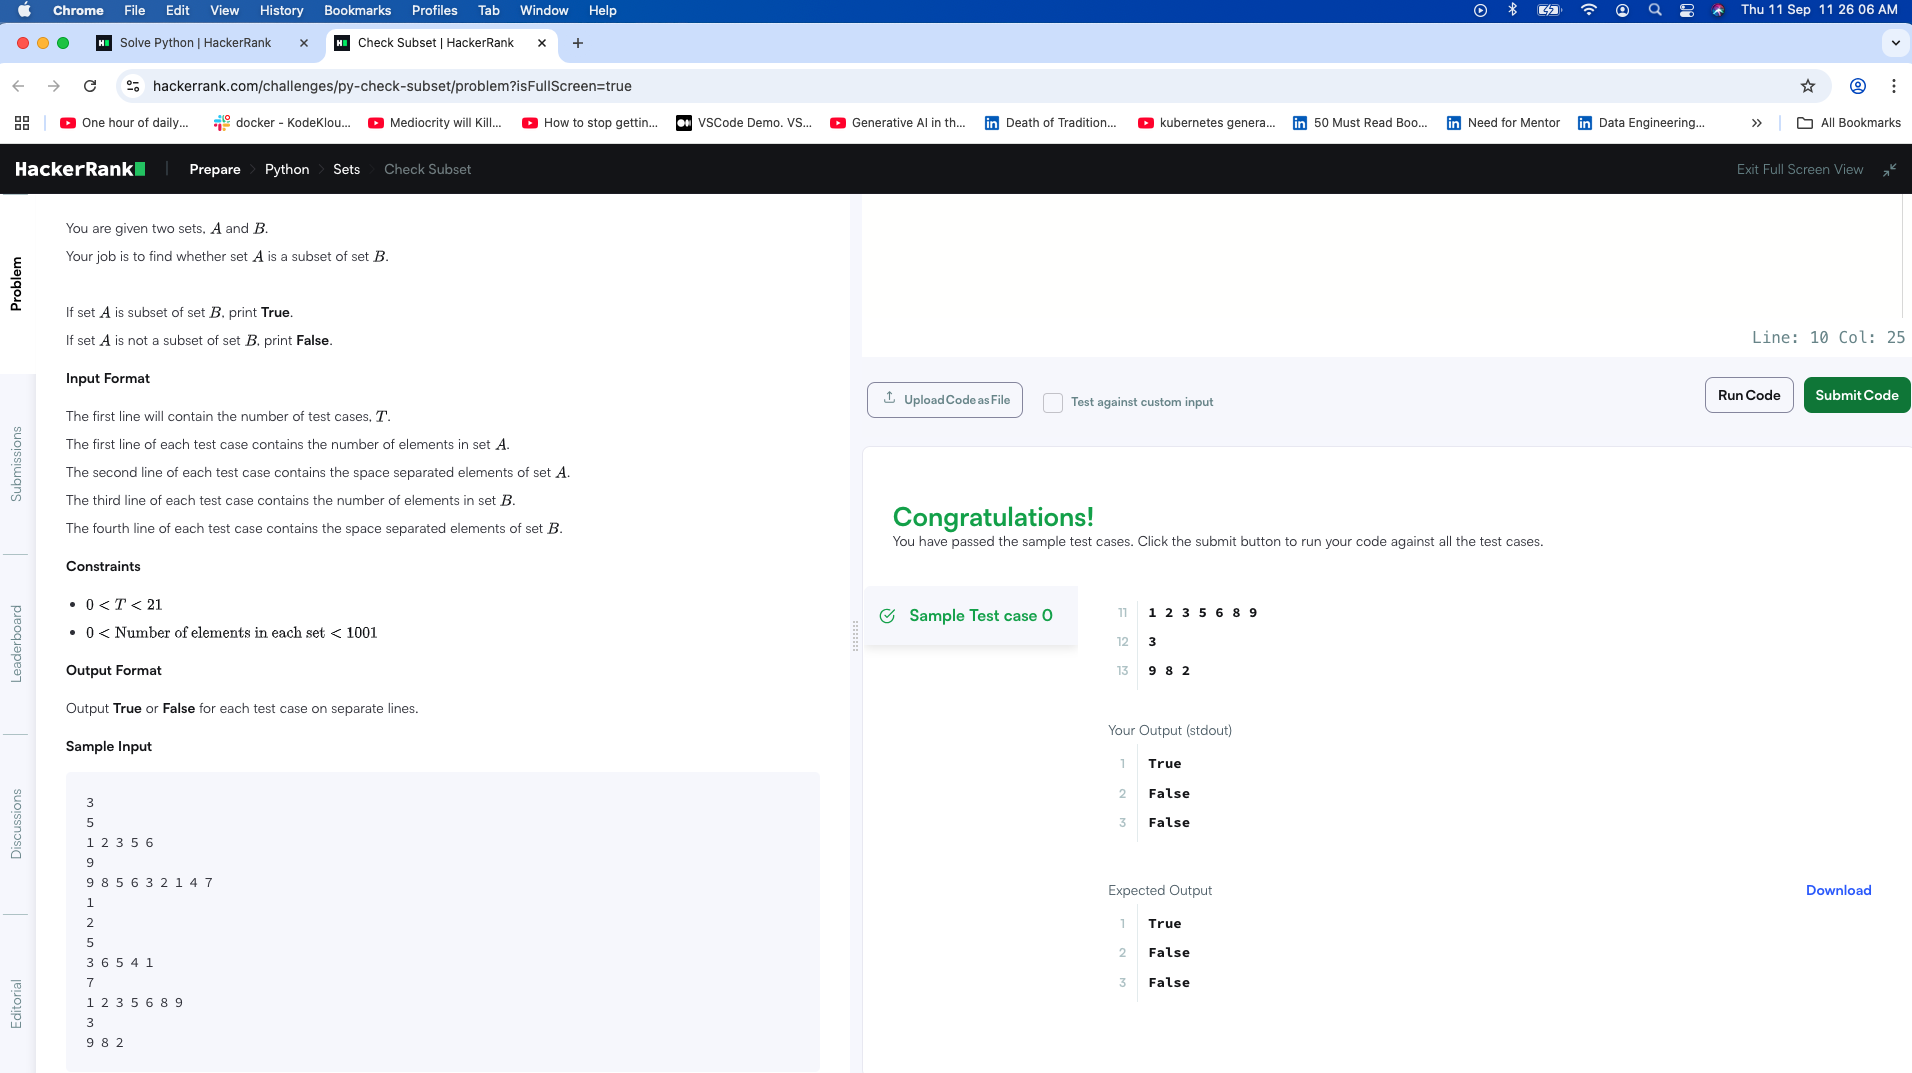 Chrome File Edit View History Bookmarks Profiles Tab Window Help
Thu 11 Sep 11 26 06 AM
Solve Python | HackerRank
Check Subset | HackerRank
hackerrank.com/challenges/py-check-subset/problem?isFullScreen=true
One hour of daily...
docker - KodeKlou...
Mediocrity will Kill...
How to stop gettin...
VSCode Demo. VS...
Generative AI in th...
Death of Tradition...
kubernetes genera...
50 Must Read Boo...
Need for Mentor
Data Engineering...
All Bookmarks
HackerRank
Prepare
Python
Sets
Check Subset
Exit Full Screen View
Problem
Submissions
Leaderboard
Discussions
Editorial
You are given two sets, A and B.
Your job is to find whether set A is a subset of set B.
If set A is subset of set B, print True.
If set A is not a subset of set B, print False.
Input Format
The first line will contain the number of test cases, T.
The first line of each test case contains the number of elements in set A.
The second line of each test case contains the space separated elements of set A.
The third line of each test case contains the number of elements in set B.
The fourth line of each test case contains the space separated elements of set B.
Constraints
• 0 < T < 21
• 0 < Number of elements in each set < 1001
Output Format
Output True or False for each test case on separate lines.
Sample Input
3
5
1 2 3 5 6
9
9 8 5 6 3 2 1 4 7
1
2
5
3 6 5 4 1
7
1 2 3 5 6 8 9
3
9 8 2
Line: 10 Col: 25
Upload Code as File
Test against custom input
Run Code
Submit Code
Congratulations!
You have passed the sample test cases. Click the submit button to run your code against all the test cases.
Sample Test case 0
11 1 2 3 5 6 8 9
12 3
13 9 8 2
Your Output (stdout)
1 True
2 False
3 False
Expected Output
Download
1 True
2 False
3 False